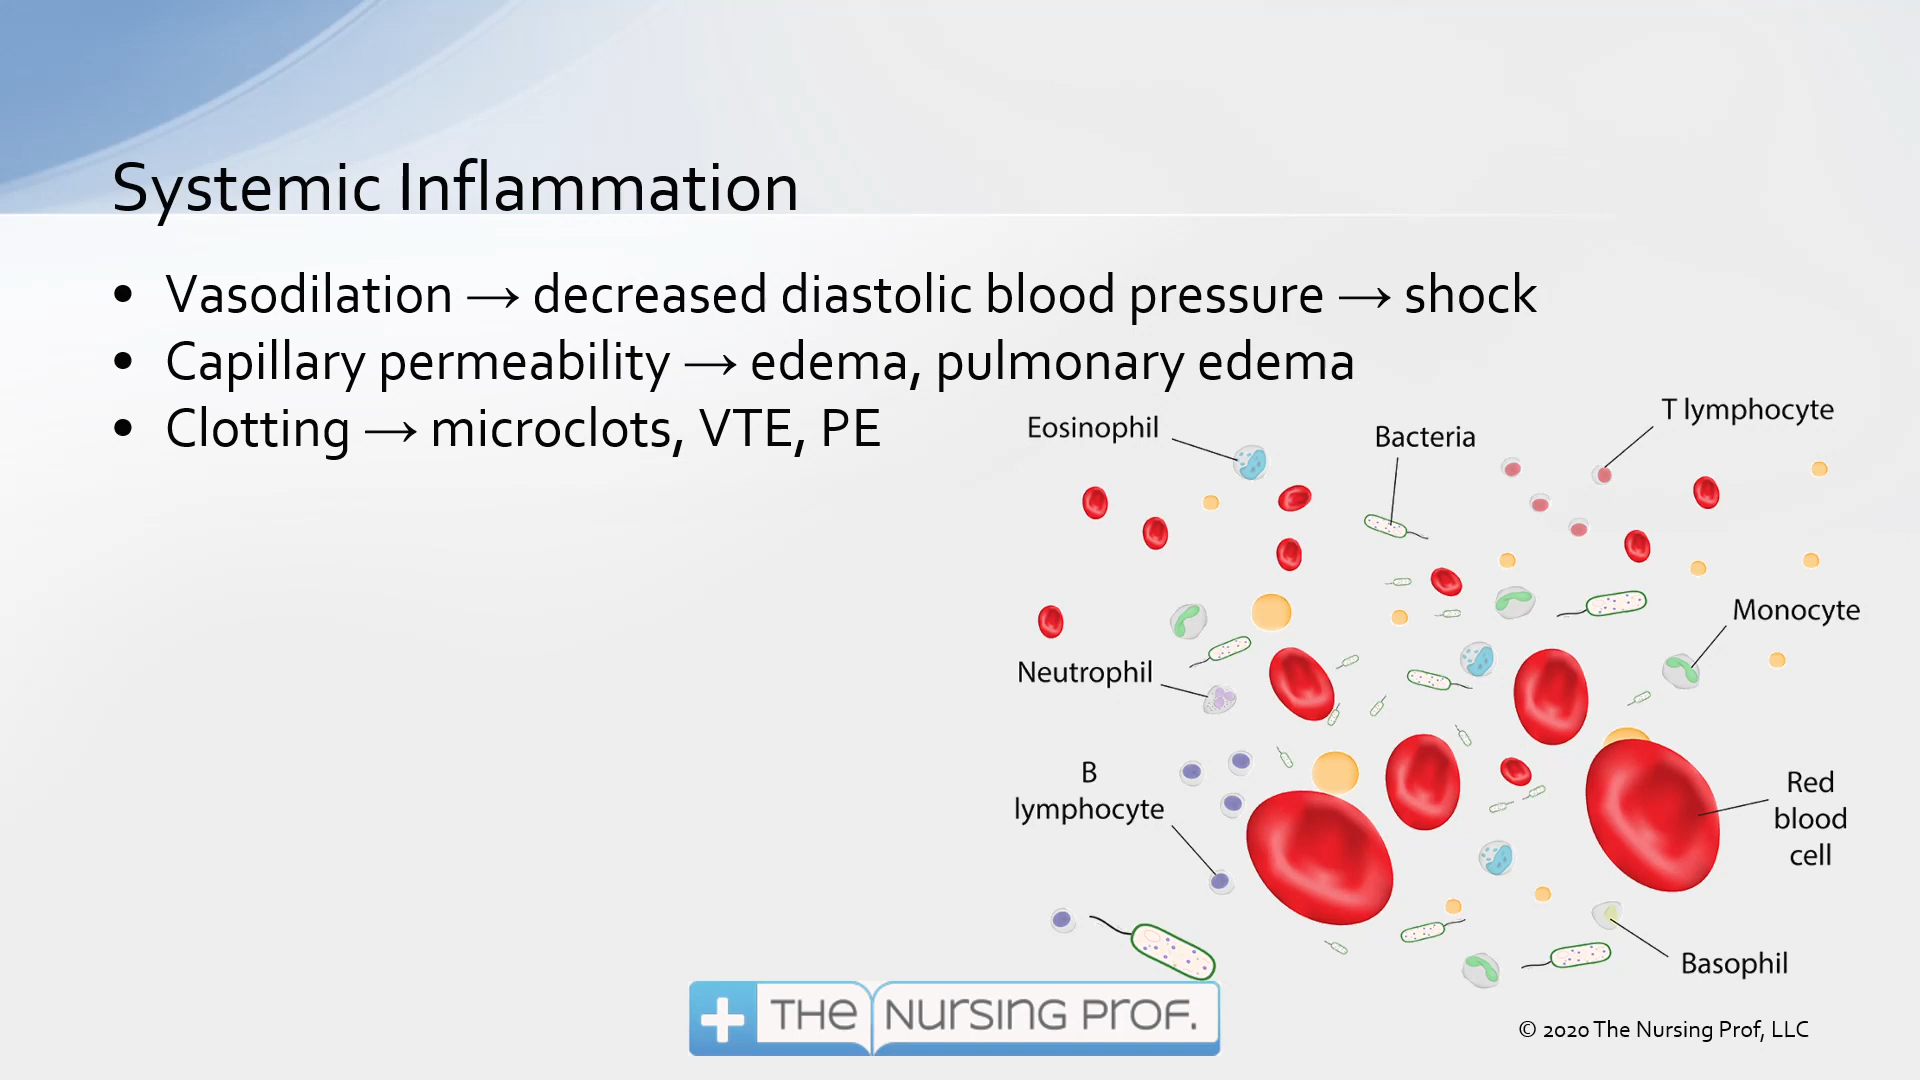 Systemic Inflammation
• Vasodilation → decreased diastolic blood pressure → shock
• Capillary permeability → edema, pulmonary edema
• Clotting → microclots, VTE, PE
Eosinophil
Bacteria
T lymphocyte
Monocyte
Neutrophil
B
lymphocyte
Red
blood
cell
Basophil
THE NURSING PROF.
© 2020 The Nursing Prof, LLC